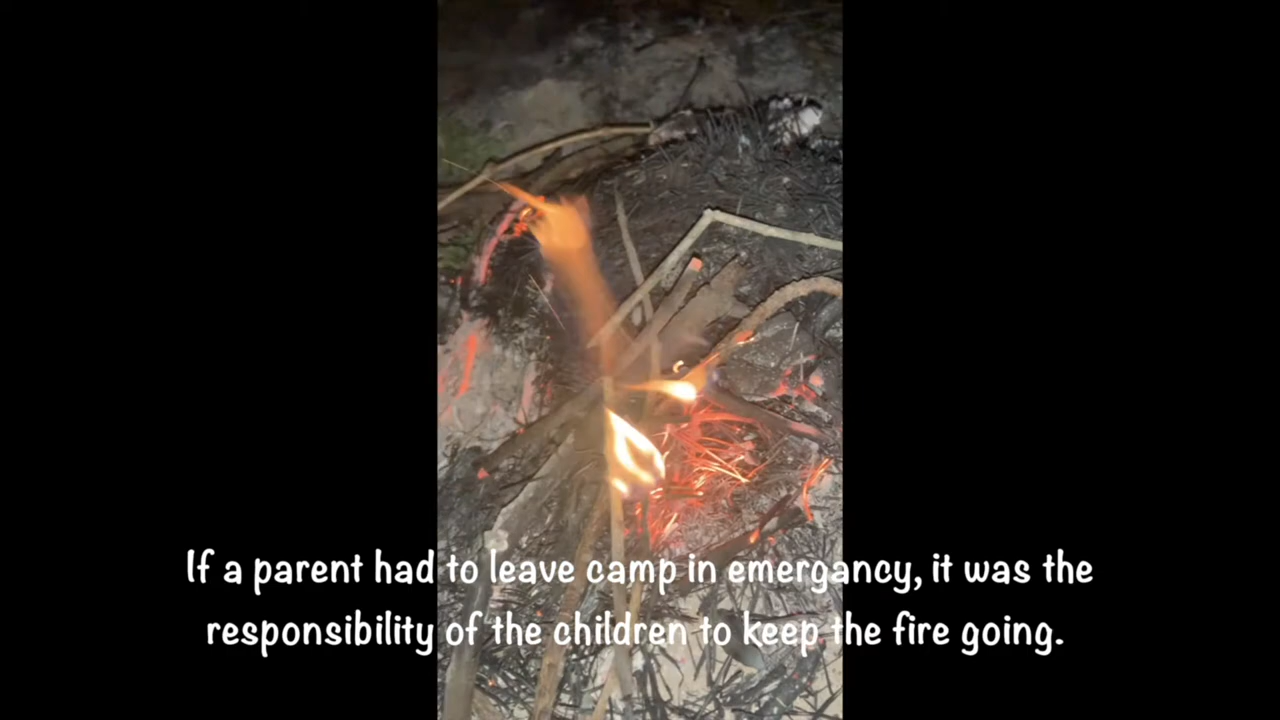 If a parent had to leave camp in emergancy, it was the
responsibility of the children to keep the fire going.